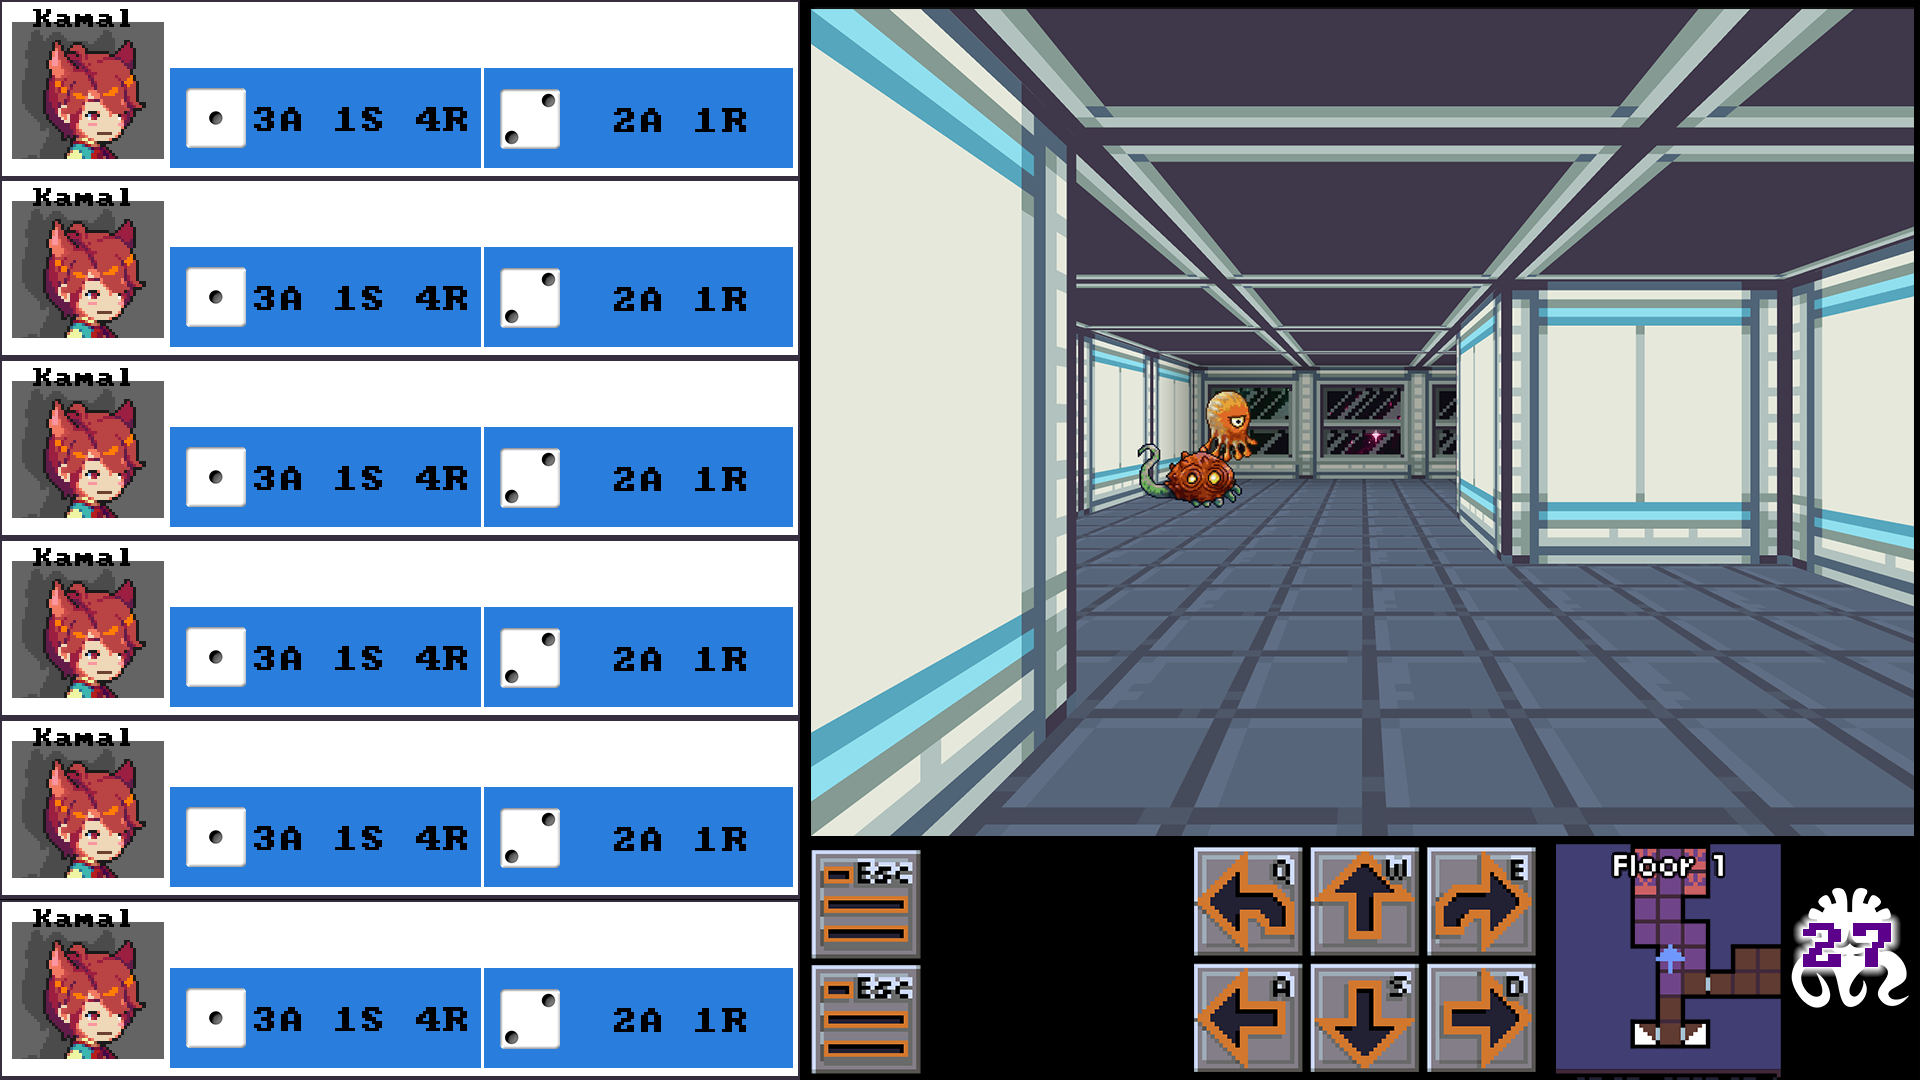 Kamal
3A 1S 4R
2A 1R
Kamal
3A 1S 4R
2A 1R
Kamal
3A 1S 4R
2A 1R
Kamal
3A 1S 4R
2A 1R
Kamal
3A 1S 4R
2A 1R
Kamal
3A 1S 4R
2A 1R
Esc
Esc
Q
W
E
A
S
D
Floor 1
27